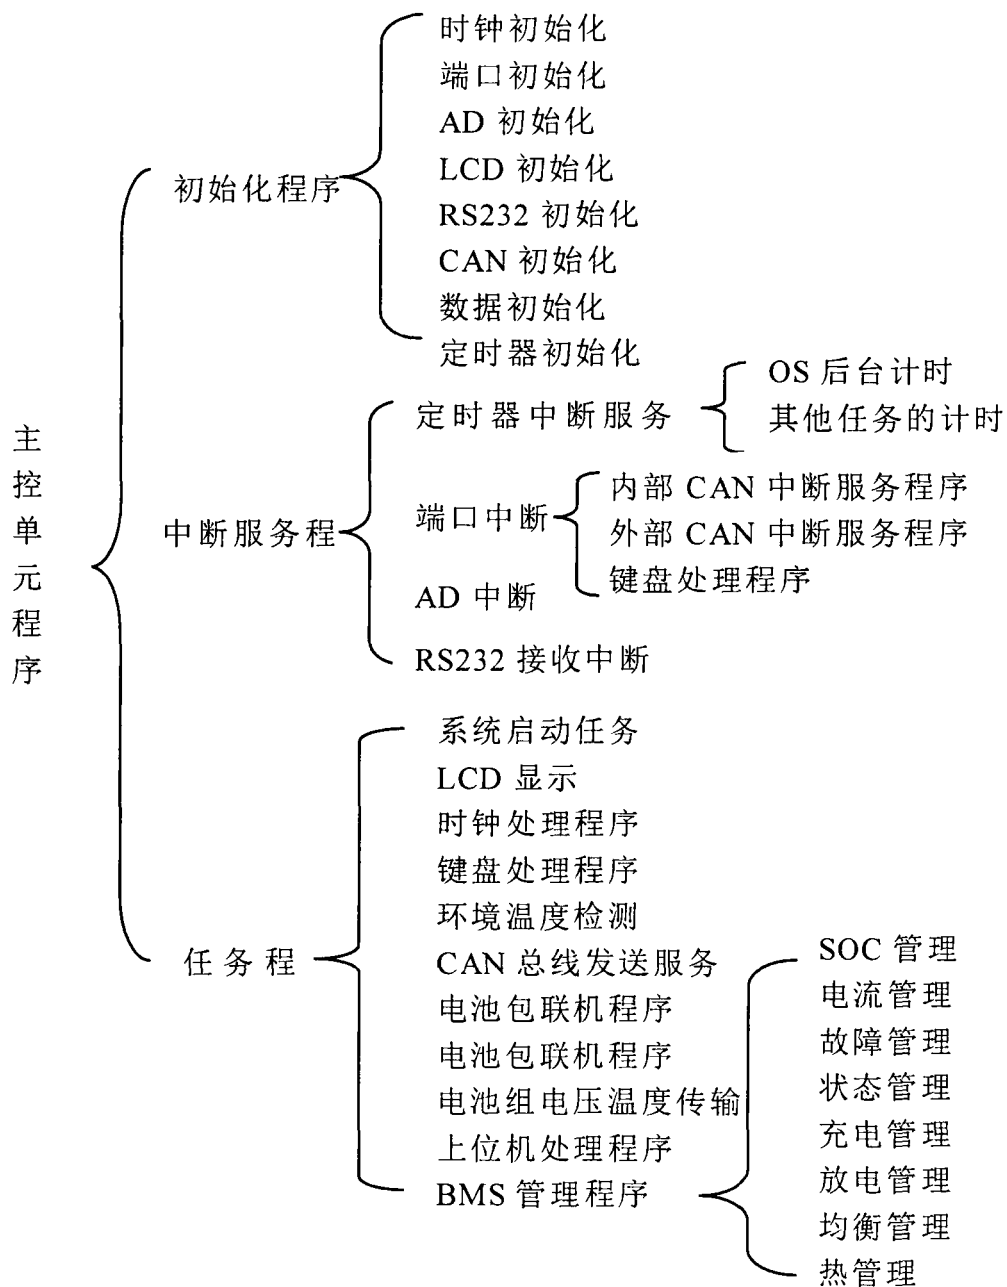 主控单元程序
初始化程序
时钟初始化
端口初始化
AD 初始化
LCD 初始化
RS232 初始化
CAN 初始化
数据初始化
定时器初始化
中断服务程
定时器中断服务
OS 后台计时
其他任务的计时
端口中断
内部 CAN 中断服务程序
外部 CAN 中断服务程序
键盘处理程序
AD 中断
RS232 接收中断
任务程
系统启动任务
LCD 显示
时钟处理程序
键盘处理程序
环境温度检测
CAN 总线发送服务
电池包联机程序
电池包联机程序
电池组电压温度传输
上位机处理程序
BMS 管理程序
SOC 管理
电流管理
故障管理
状态管理
充电管理
放电管理
均衡管理
热管理